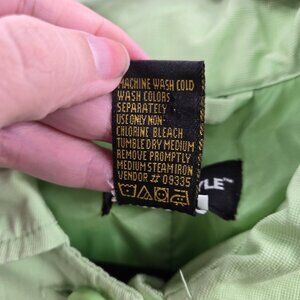 MACHINE WASH COLD
WASH COLORS
SEPARATELY
USE ONLY NON-
CHLORINE BLEACH
TUMBLE DRY MEDIUM
REMOVE PROMPTLY
MEDIUM STEAM IRON
VENDOR # 09335
YLE™